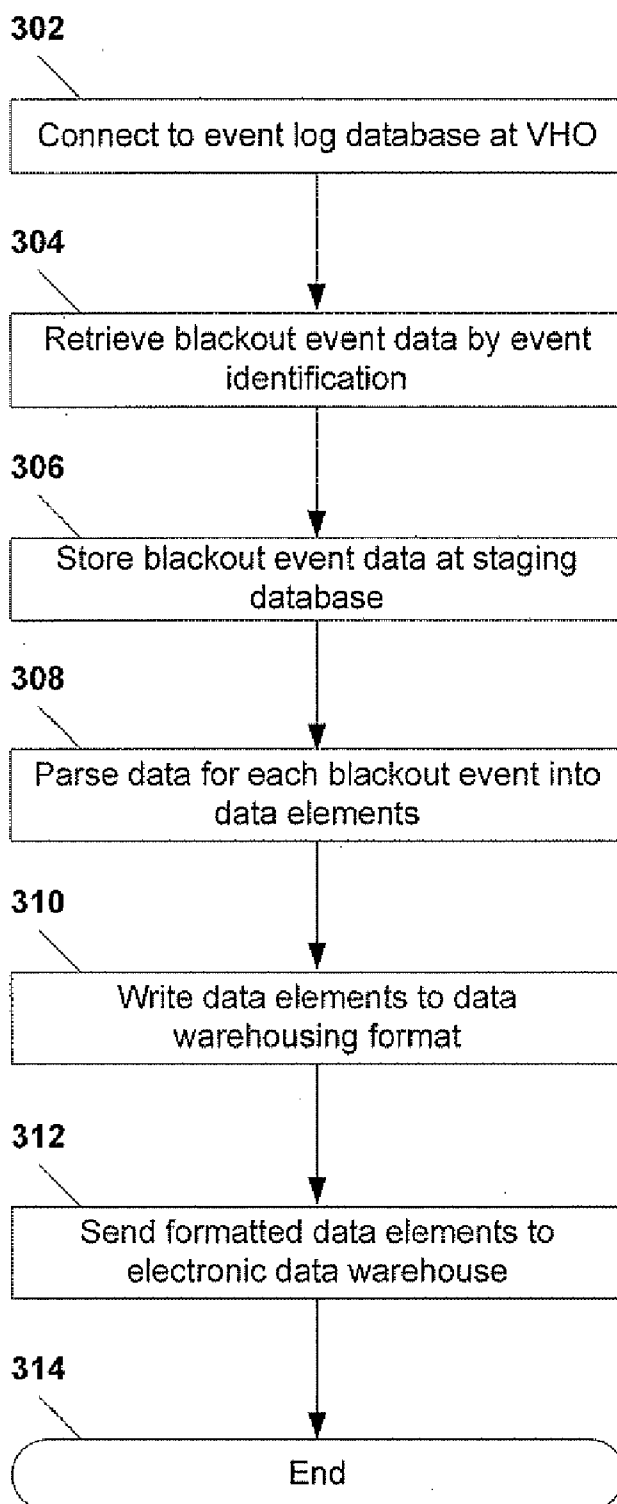 302
Connect to event log database at VHO
304
Retrieve blackout event data by event
identification
306
Store blackout event data at staging
database
308
Parse data for each blackout event into
data elements
310
Write data elements to data
warehousing format
312
Send formatted data elements to
electronic data warehouse
314
End